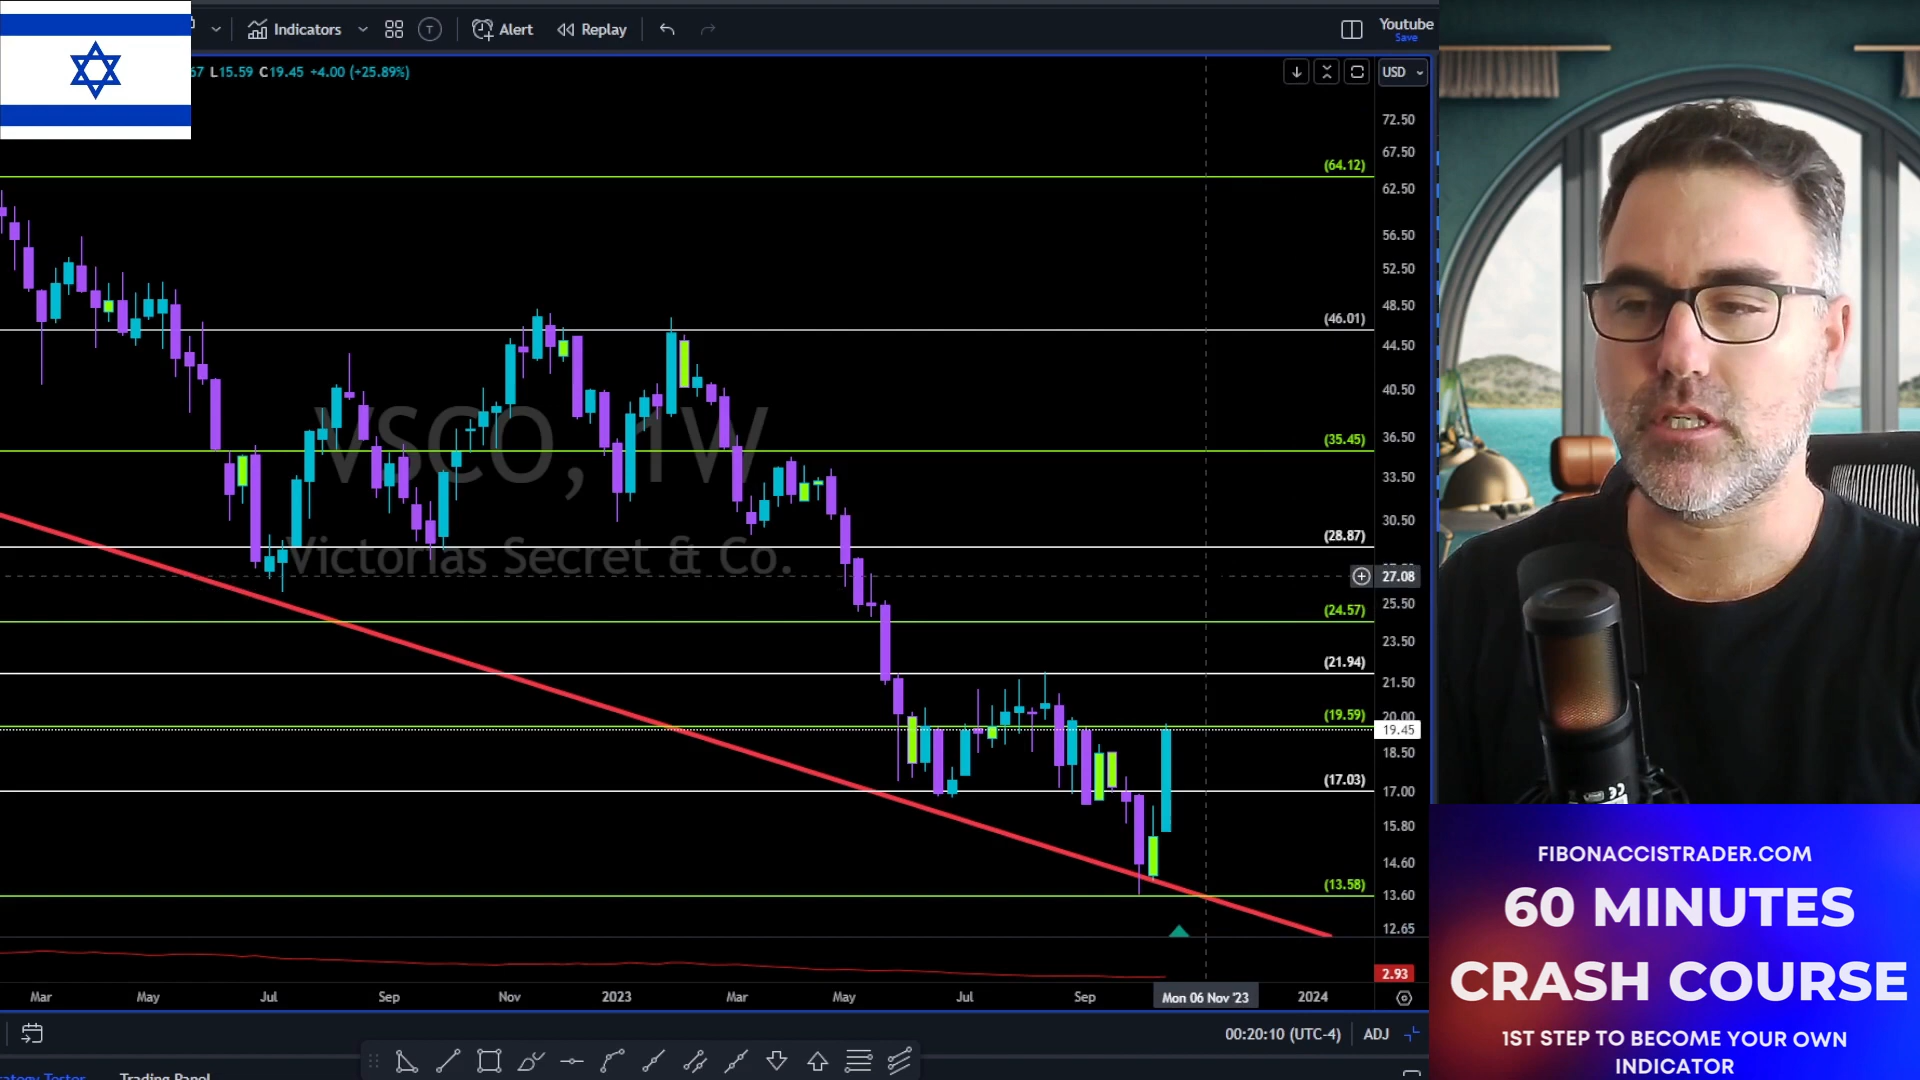 Indicators
T
Alert
Replay
Youtube
Save
67 L15.59 C19.45 +4.00 (+25.89%)
USD
72.50
67.50
(64.12)
62.50
56.50
52.50
48.50
(46.01)
44.50
40.50
VSCO, 1W
(35.45)
36.50
33.50
30.50
(28.87)
Victorias Secret & Co.
27.08
25.50
(24.57)
23.50
(21.94)
21.50
(19.59)
20.00
19.45
18.50
(17.03)
17.00
15.80
14.60
(13.58)
13.60
12.65
2.93
Mar
May
Jul
Sep
Nov
2023
Mar
May
Jul
Sep
Mon 06 Nov '23
2024
00:20:10 (UTC-4)
ADJ
Trading Panel
FIBONACCISTRADER.COM
60 MINUTES
CRASH COURSE
1ST STEP TO BECOME YOUR OWN
INDICATOR